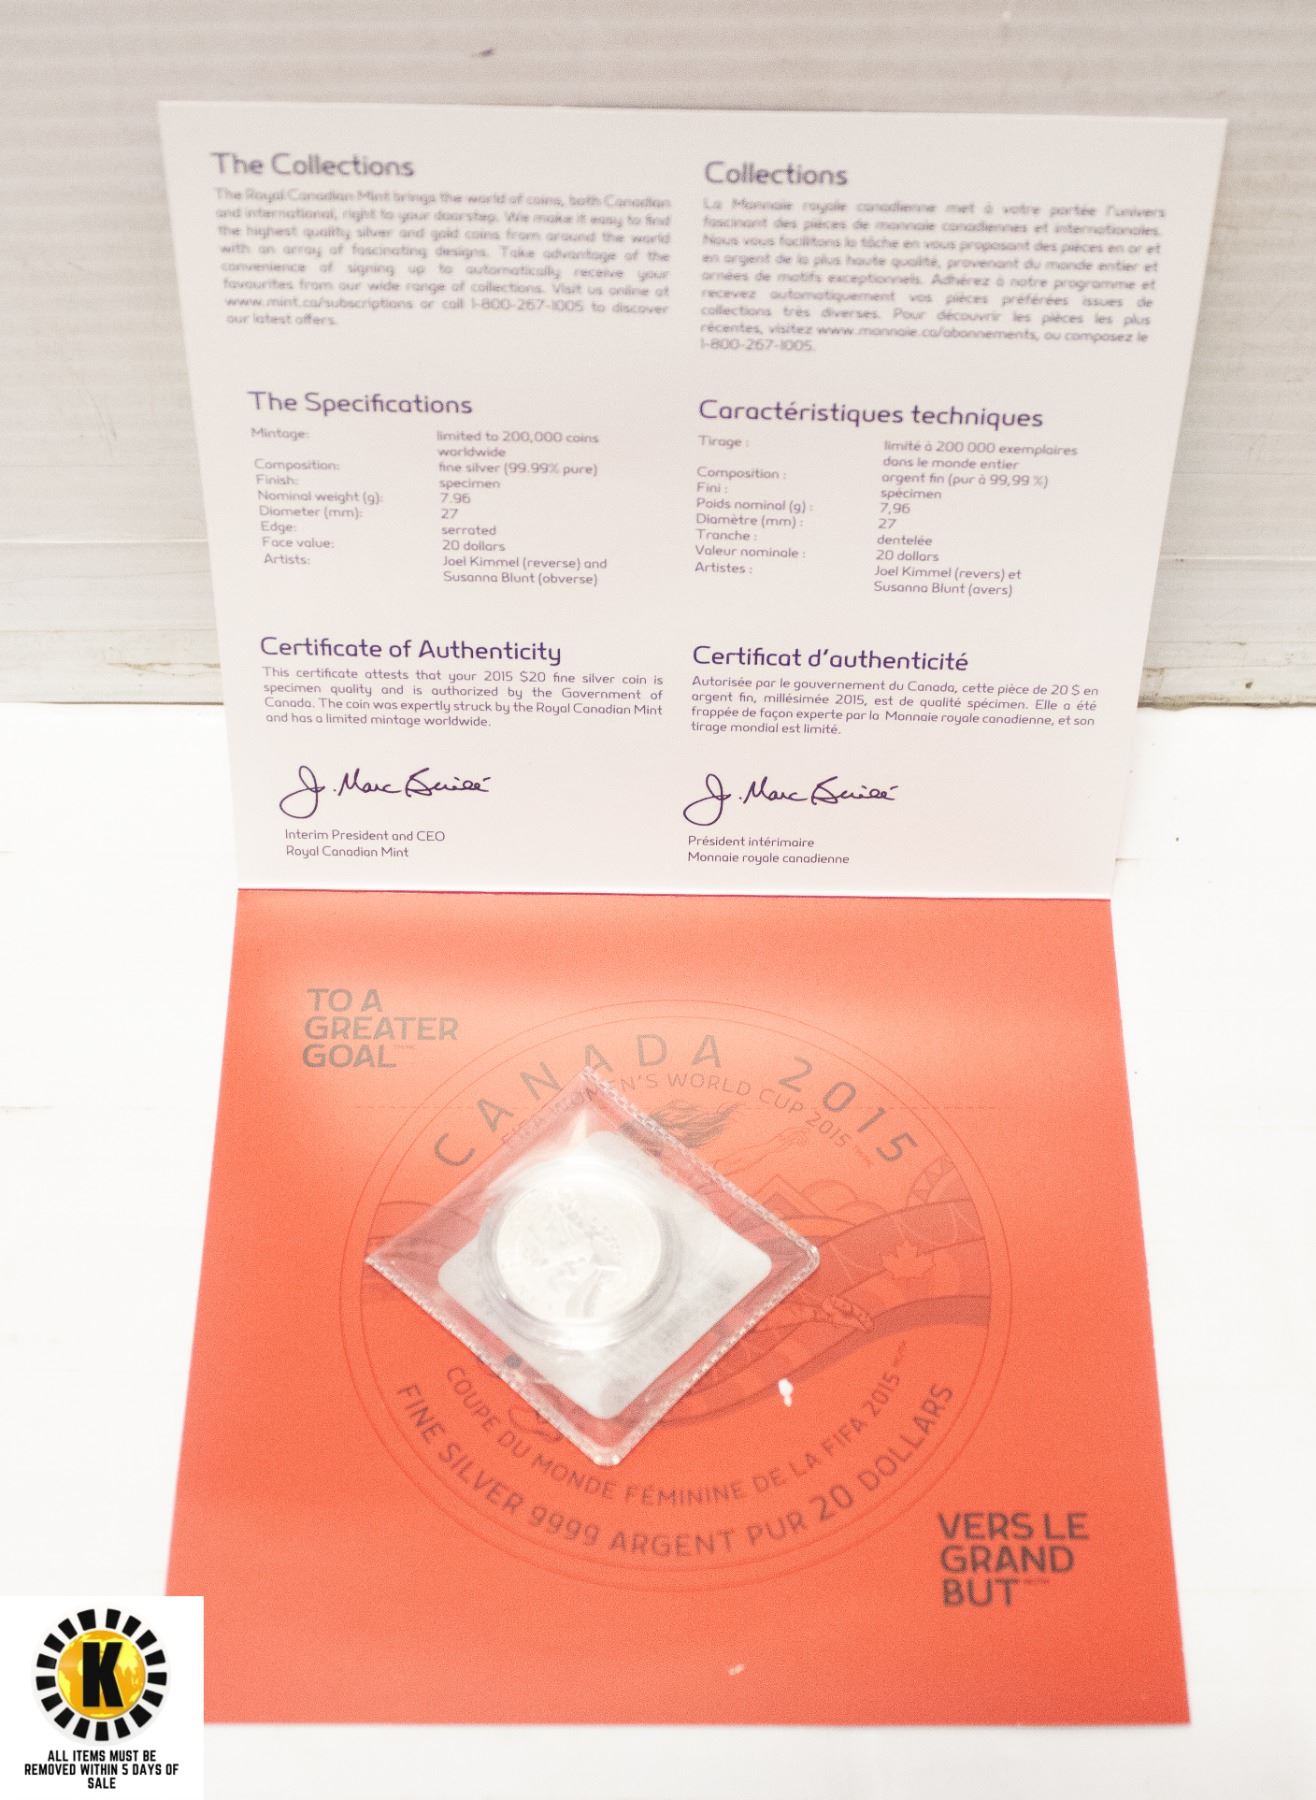 The Collections
The Royal Canadian Mint brings the world of coins, both Canadian
and international, right to your doorstep. We make it easy to find
the highest quality silver and gold coins from around the world
with an array of fascinating designs. Take advantage of the
convenience of signing up to automatically receive your
favourites from our wide range of collections. Visit us online at
www.mint.ca/subscriptions or call 1-800-267-1005 to discover
our latest offers.
Collections
La Monnaie royale canadienne met à votre portée l'univers
fascinant des pièces de monnaie canadiennes et internationales.
Nous vous facilitons la tâche en vous proposant des pièces en or et
en argent de la plus haute qualité, provenant du monde entier et
ornées de motifs exceptionnels. Adhérez à notre programme et
recevez automatiquement vos pièces préférées issues de
collections très diverses. Pour découvrir les pièces les plus
récentes, visitez www.monnaie.ca/abonnements, ou composez le
1-800-267-1005.
The Specifications
Mintage: limited to 200,000 coins
worldwide
Composition: fine silver (99.99% pure)
Finish: specimen
Nominal weight (g): 7.96
Diameter (mm): 27
Edge: serrated
Face value: 20 dollars
Artists: Joel Kimmel (reverse) and
Susanna Blunt (obverse)
Caractéristiques techniques
Tirage : limité à 200 000 exemplaires
dans le monde entier
Composition : argent fin (pur à 99,99 %)
Fini : spécimen
Poids nominal (g) : 7,96
Diamètre (mm) : 27
Tranche : dentelée
Valeur nominale : 20 dollars
Artistes : Joel Kimmel (revers) et
Susanna Blunt (avers)
Certificate of Authenticity
This certificate attests that your 2015 $20 fine silver coin is
specimen quality and is authorized by the Government of
Canada. The coin was expertly struck by the Royal Canadian Mint
and has a limited mintage worldwide.
J. Marc
Interim President and CEO
Royal Canadian Mint
Certificat d'authenticité
Autorisée par le gouvernement du Canada, cette pièce de 20 $ en
argent fin, millésimée 2015, est de qualité spécimen. Elle a été
frappée de façon experte par la Monnaie royale canadienne, et son
tirage mondial est limité.
J. Marc
Président intérimaire
Monnaie royale canadienne
TO A
GREATER
GOAL
CANADA 2015
FIFA WOMEN'S WORLD CUP 2015
COUPE DU MONDE FÉMININE DE LA FIFA 2015
FINE SILVER 9999 ARGENT PUR 20 DOLLARS
VERS LE
GRAND
BUT
K
ALL ITEMS MUST BE
REMOVED WITHIN 5 DAYS OF
SALE